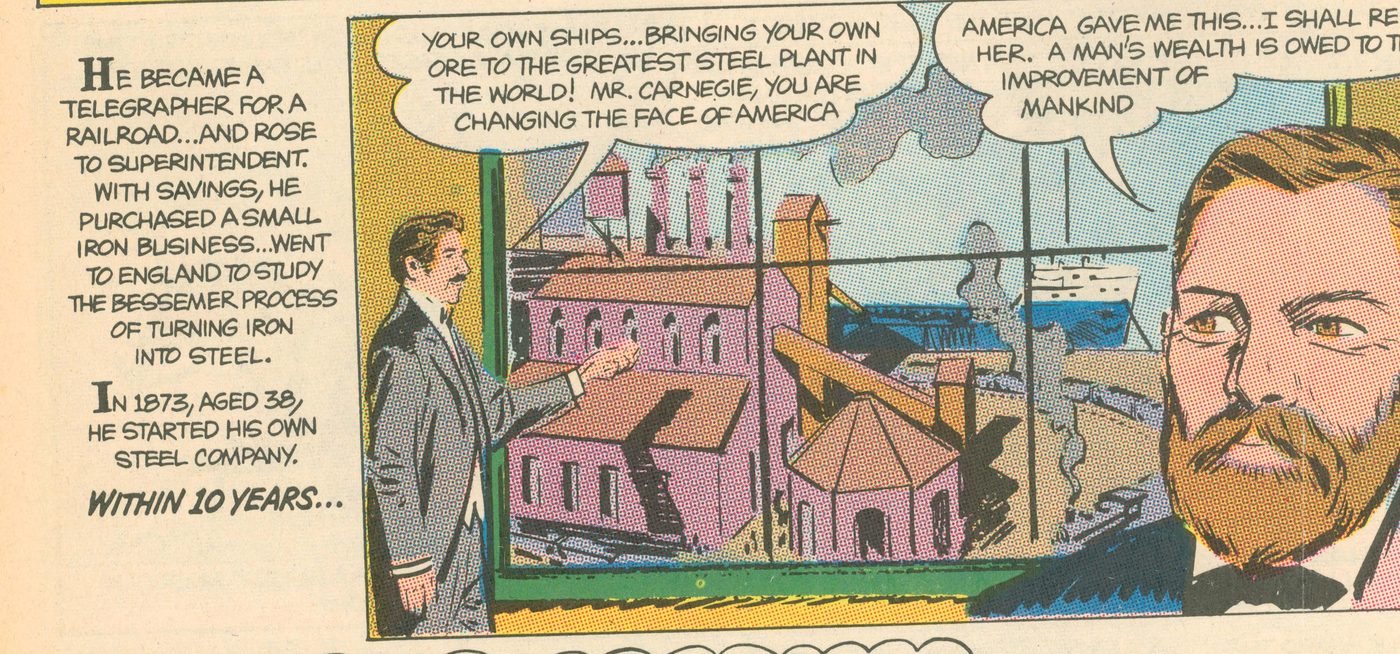 HE BECAME A
TELEGRAPHER FOR A
RAILROAD...AND ROSE
TO SUPERINTENDENT.
WITH SAVINGS, HE
PURCHASED A SMALL
IRON BUSINESS...WENT
TO ENGLAND TO STUDY
THE BESSEMER PROCESS
OF TURNING IRON
INTO STEEL.
IN 1873, AGED 38,
HE STARTED HIS OWN
STEEL COMPANY.
WITHIN 10 YEARS...
YOUR OWN SHIPS...BRINGING YOUR OWN
ORE TO THE GREATEST STEEL PLANT IN
THE WORLD! MR. CARNEGIE, YOU ARE
CHANGING THE FACE OF AMERICA
AMERICA GAVE ME THIS...I SHALL
HER. A MAN'S WEALTH IS OWED TO
IMPROVEMENT OF
MANKIND